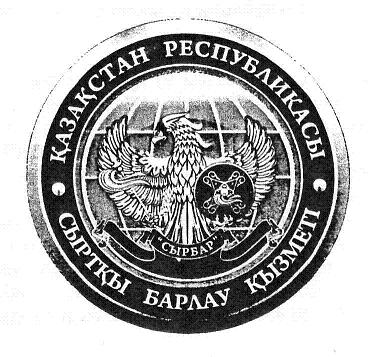 ҚАЗАҚСТАН РЕСПУБЛИКАСЫ
"СЫРБАР"
СЫРТҚЫ БАРЛАУ ҚЫЗМЕТІ